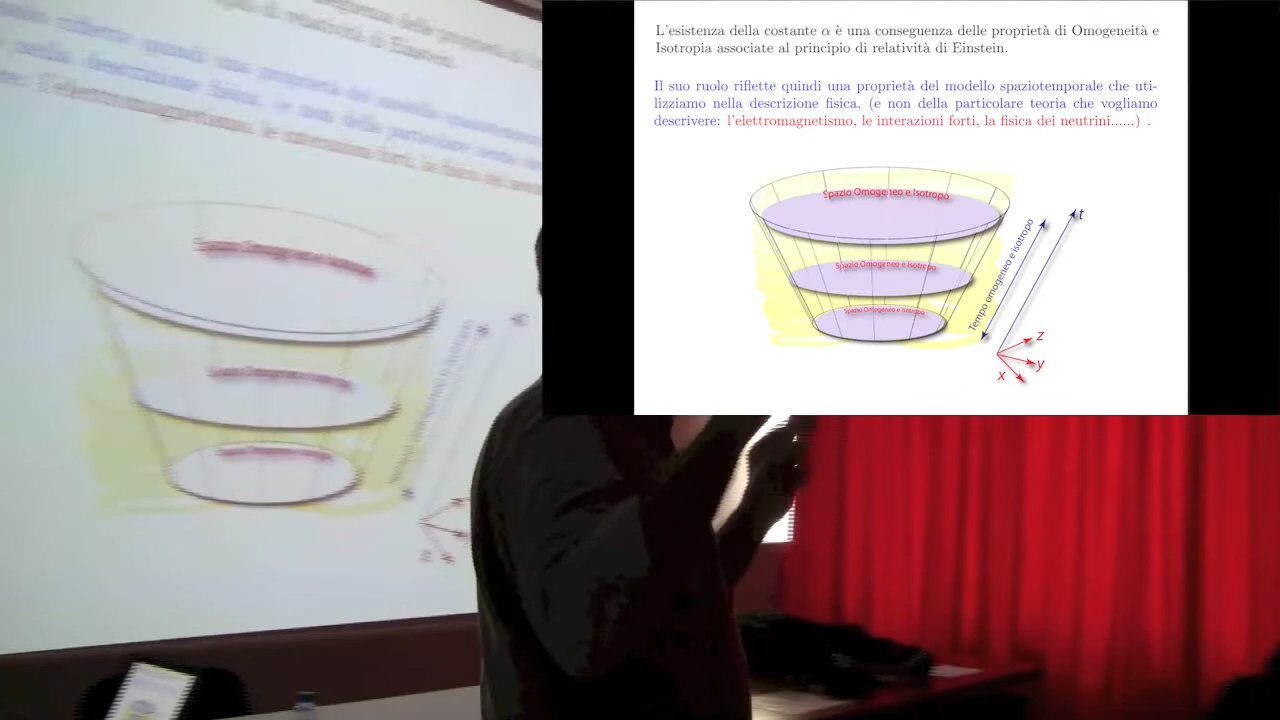 L'esistenza della costante α è una conseguenza delle proprietà di Omogeneità e
Isotropia associate al principio di relatività di Einstein.
Il suo ruolo riflette quindi una proprietà del modello spaziotemporale che uti-
lizziamo nella descrizione fisica, (e non della particolare teoria che vogliamo
descrivere: l'elettromagnetismo, le interazioni forti, la fisica dei neutrini......) .
Spazio Omogeneo e Isotropo
Spazio Omogeneo e Isotropo
Spazio Omogeneo e Isotropo
Tempo omogeneo e isotropo
t
z
y
x